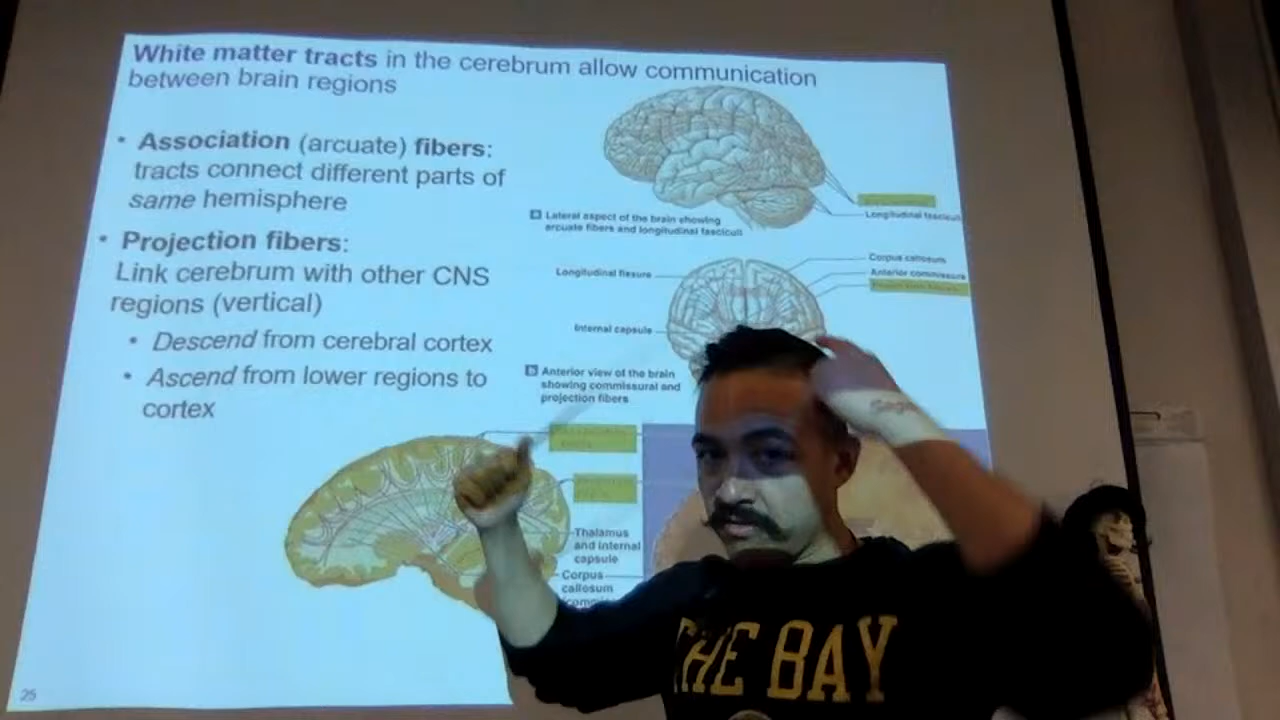 White matter tracts in the cerebrum allow communication
between brain regions
• Association (arcuate) fibers:
tracts connect different parts of
same hemisphere
• Projection fibers:
Link cerebrum with other CNS
regions (vertical)
• Descend from cerebral cortex
• Ascend from lower regions to
cortex
Longitudinal fasciculi
a Lateral aspect of the brain showing
arcuate fibers and longitudinal fasciculi
Corpus callosum
Longitudinal fissure
Anterior commissure
Internal capsule
b Anterior view of the brain
showing commissural and
projection fibers
Thalamus
and internal
capsule
Corpus
callosum
THE BAY
25